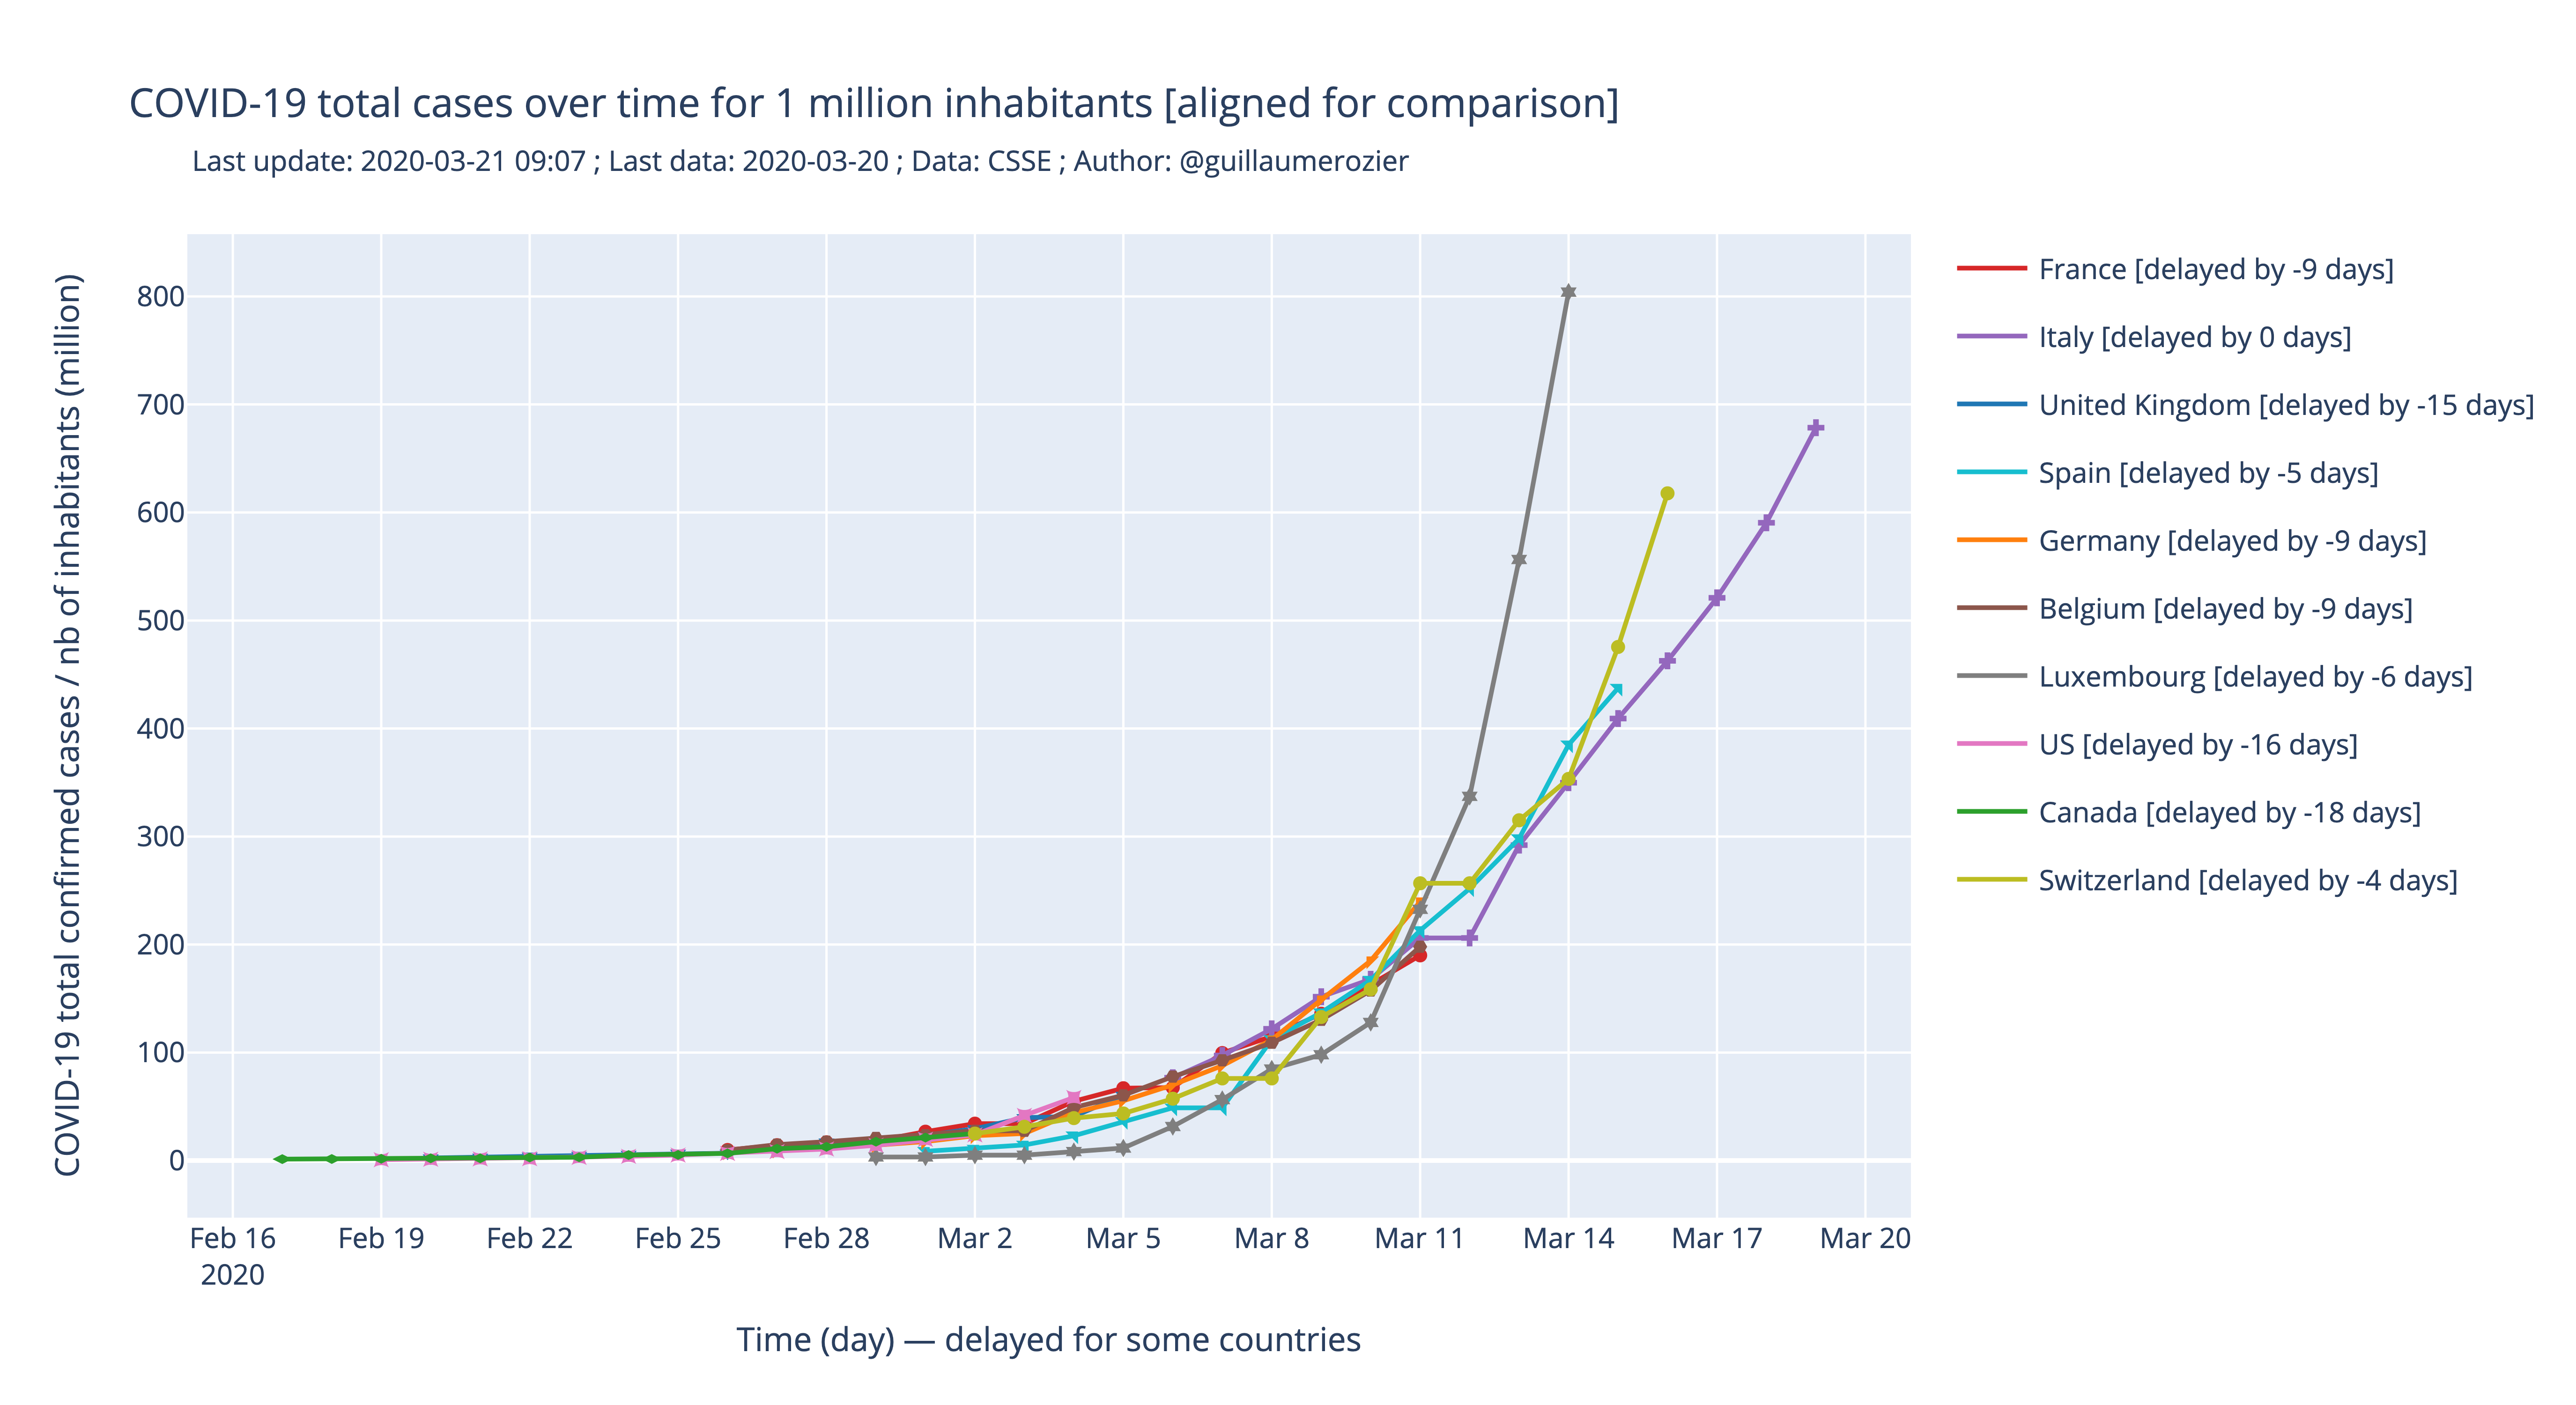 COVID-19 total cases over time for 1 million inhabitants [aligned for comparison]
Last update: 2020-03-21 09:07 ; Last data: 2020-03-20 ; Data: CSSE ; Author: @guillaumerozier
COVID-19 total confirmed cases / nb of inhabitants (million)
800
700
600
500
400
300
200
100
0
Feb 16
2020
Feb 19
Feb 22
Feb 25
Feb 28
Mar 2
Mar 5
Mar 8
Mar 11
Mar 14
Mar 17
Mar 20
Time (day) — delayed for some countries
France [delayed by -9 days]
Italy [delayed by 0 days]
United Kingdom [delayed by -15 days]
Spain [delayed by -5 days]
Germany [delayed by -9 days]
Belgium [delayed by -9 days]
Luxembourg [delayed by -6 days]
US [delayed by -16 days]
Canada [delayed by -18 days]
Switzerland [delayed by -4 days]